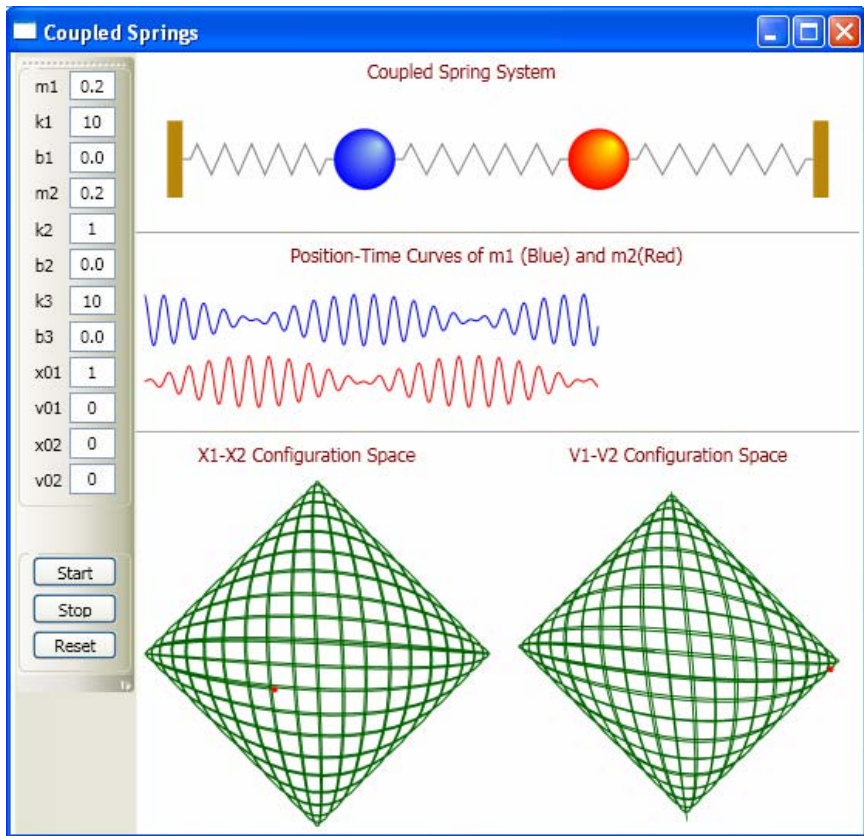 Coupled Springs
m1 0.2
k1 10
b1 0.0
m2 0.2
k2 1
b2 0.0
k3 10
b3 0.0
x01 1
v01 0
x02 0
v02 0
Start
Stop
Reset
Coupled Spring System
Position-Time Curves of m1 (Blue) and m2(Red)
X1-X2 Configuration Space
V1-V2 Configuration Space